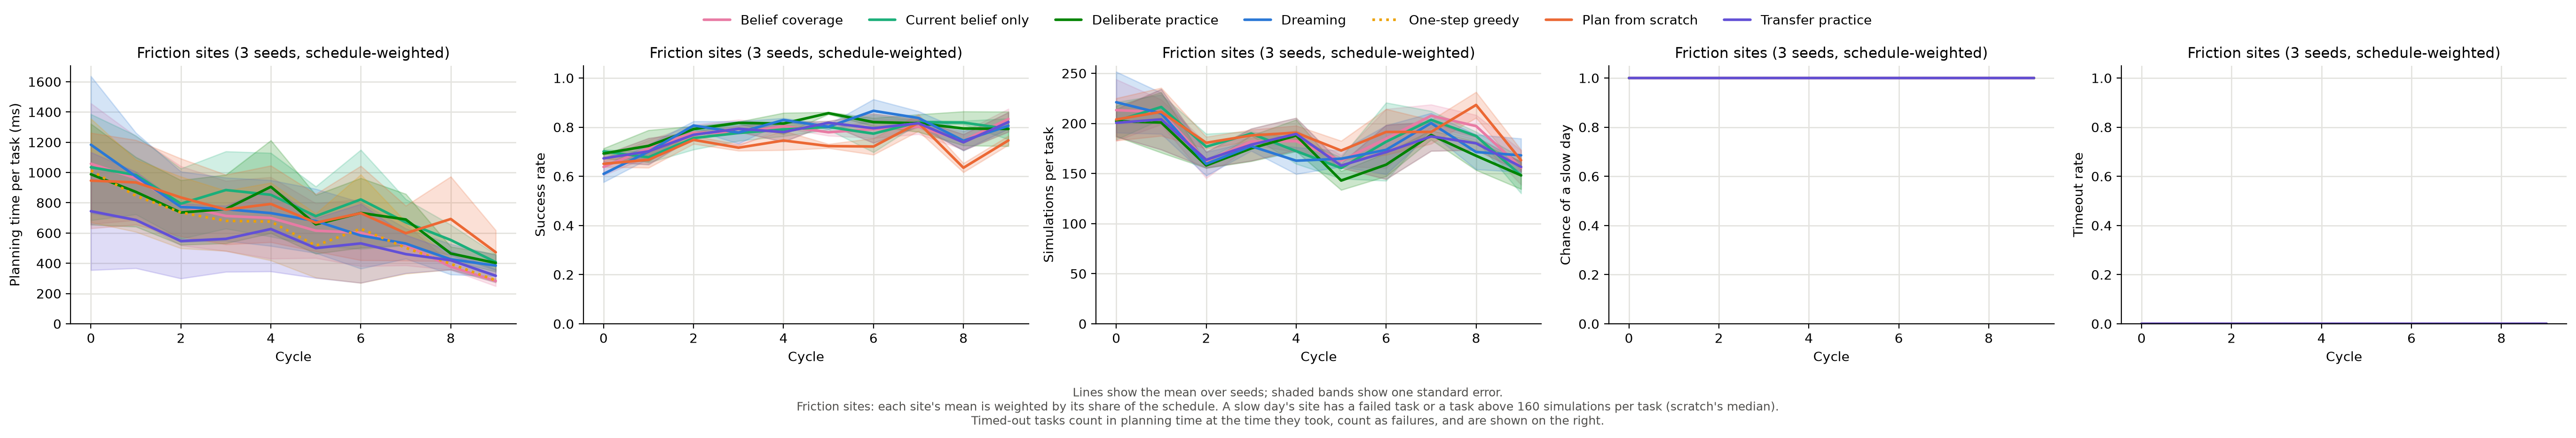 Belief coverage Current belief only Deliberate practice Dreaming One-step greedy Plan from scratch Transfer practice
Friction sites (3 seeds, schedule-weighted)
Planning time per task (ms)
1600
1400
1200
1000
800
600
400
200
0
0 2 4 6 8
Cycle
Friction sites (3 seeds, schedule-weighted)
Success rate
1.0
0.8
0.6
0.4
0.2
0.0
0 2 4 6 8
Cycle
Friction sites (3 seeds, schedule-weighted)
Simulations per task
250
200
150
100
50
0
0 2 4 6 8
Cycle
Friction sites (3 seeds, schedule-weighted)
Chance of a slow day
1.0
0.8
0.6
0.4
0.2
0.0
0 2 4 6 8
Cycle
Friction sites (3 seeds, schedule-weighted)
Timeout rate
1.0
0.8
0.6
0.4
0.2
0.0
0 2 4 6 8
Cycle
Lines show the mean over seeds; shaded bands show one standard error.
Friction sites: each site's mean is weighted by its share of the schedule. A slow day's site has a failed task or a task above 160 simulations per task (scratch's median).
Timed-out tasks count in planning time at the time they took, count as failures, and are shown on the right.